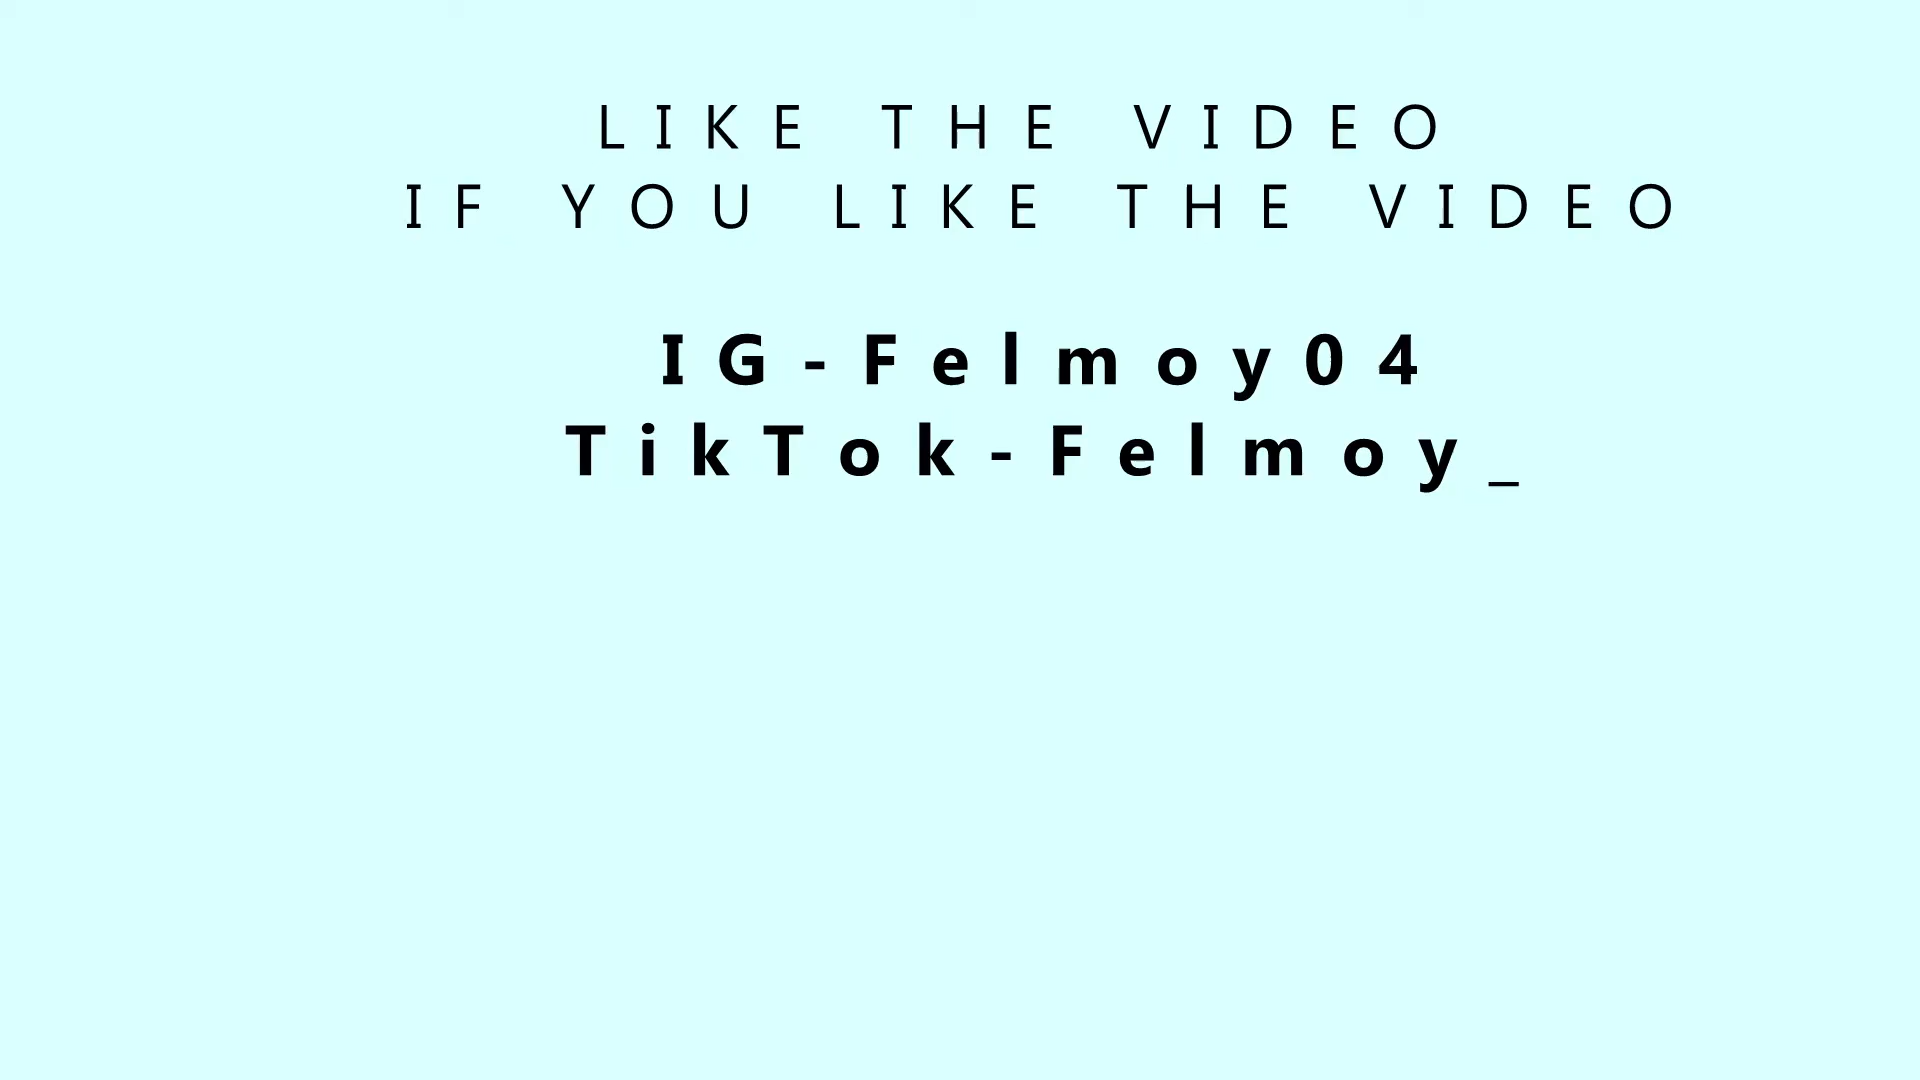 LIKE THE VIDEO
IF YOU LIKE THE VIDEO
IG-Felmoy04
TikTok-Felmoy_